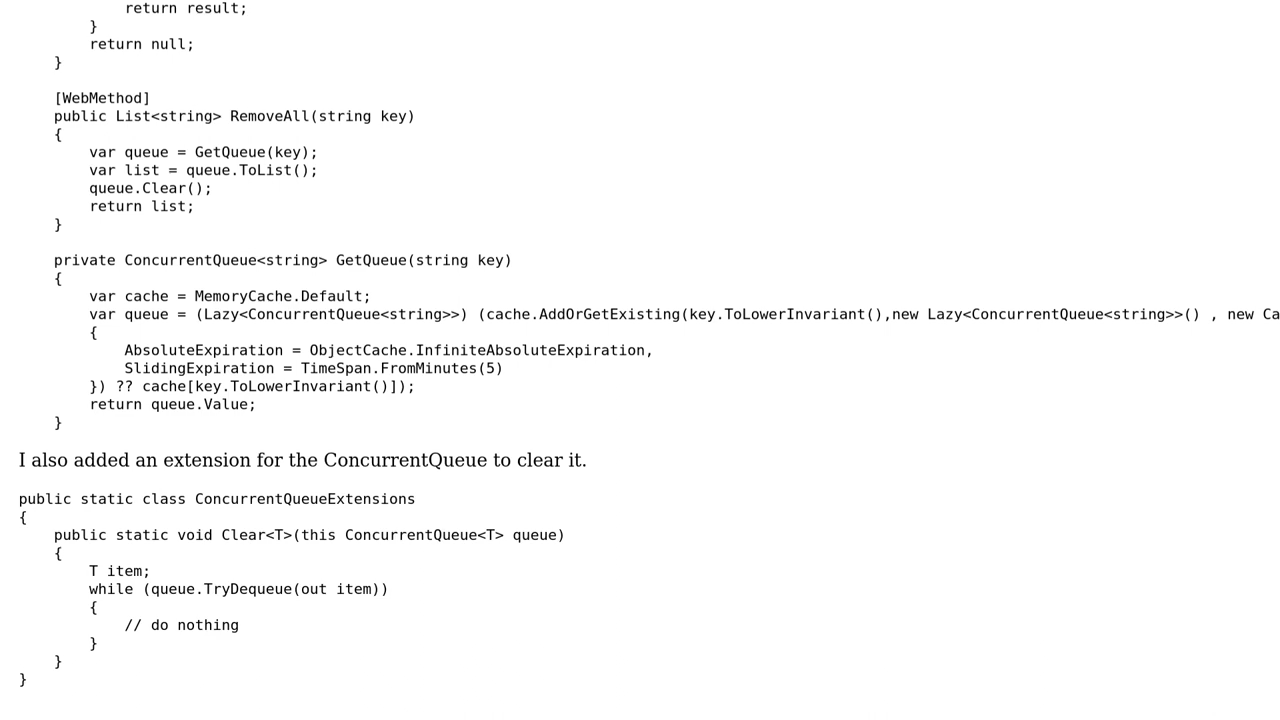 return result;
}
return null;
}
[WebMethod]
public List<string> RemoveAll(string key)
{
var queue = GetQueue(key);
var list = queue.ToList();
queue.Clear();
return list;
}
private ConcurrentQueue<string> GetQueue(string key)
{
var cache = MemoryCache.Default;
var queue = (Lazy<ConcurrentQueue<string>>) (cache.AddOrGetExisting(key.ToLowerInvariant(),new Lazy<ConcurrentQueue<string>>() , new Ca
{
AbsoluteExpiration = ObjectCache.InfiniteAbsoluteExpiration,
SlidingExpiration = TimeSpan.FromMinutes(5)
}) ?? cache[key.ToLowerInvariant()]);
return queue.Value;
}
I also added an extension for the ConcurrentQueue to clear it.
public static class ConcurrentQueueExtensions
{
public static void Clear<T>(this ConcurrentQueue<T> queue)
{
T item;
while (queue.TryDequeue(out item))
{
// do nothing
}
}
}